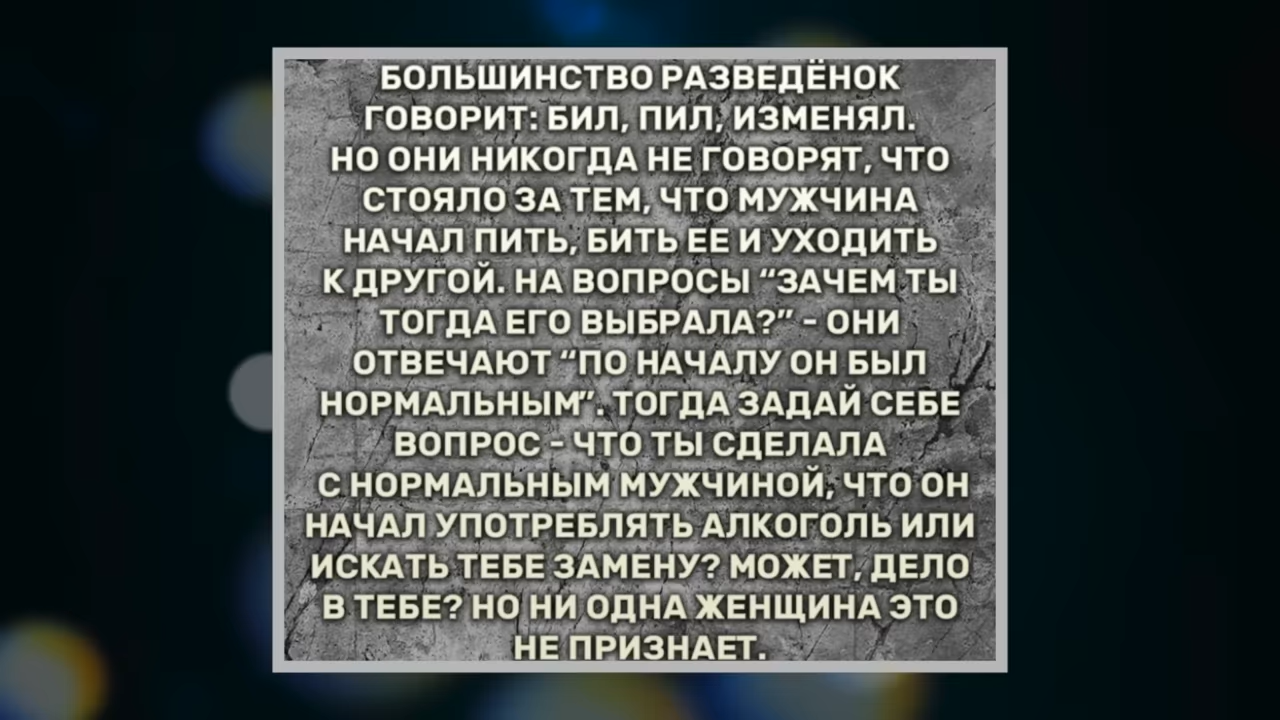 БОЛЬШИНСТВО РАЗВЕДЁНОК
ГОВОРИТ: БИЛ, ПИЛ, ИЗМЕНЯЛ.
НО ОНИ НИКОГДА НЕ ГОВОРЯТ, ЧТО
СТОЯЛО ЗА ТЕМ, ЧТО МУЖЧИНА
НАЧАЛ ПИТЬ, БИТЬ ЕЕ И УХОДИТЬ
К ДРУГОЙ. НА ВОПРОСЫ “ЗАЧЕМ ТЫ
ТОГДА ЕГО ВЫБРАЛА?” - ОНИ
ОТВЕЧАЮТ “ПО НАЧАЛУ ОН БЫЛ
НОРМАЛЬНЫМ”. ТОГДА ЗАДАЙ СЕБЕ
ВОПРОС - ЧТО ТЫ СДЕЛАЛА
С НОРМАЛЬНЫМ МУЖЧИНОЙ, ЧТО ОН
НАЧАЛ УПОТРЕБЛЯТЬ АЛКОГОЛЬ ИЛИ
ИСКАТЬ ТЕБЕ ЗАМЕНУ? МОЖЕТ, ДЕЛО
В ТЕБЕ? НО НИ ОДНА ЖЕНЩИНА ЭТО
НЕ ПРИЗНАЕТ.